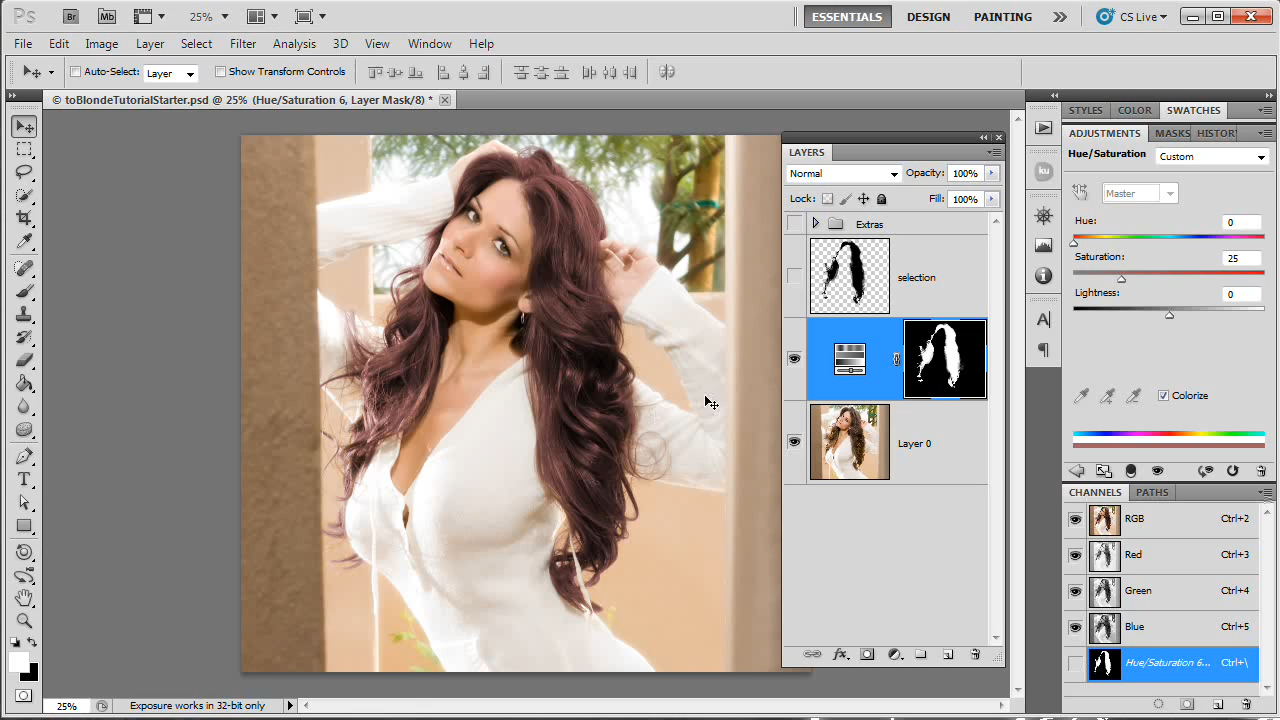 Ps Br Mb 25% ESSENTIALS DESIGN PAINTING CS Live
File Edit Image Layer Select Filter Analysis 3D View Window Help
Auto-Select: Layer Show Transform Controls
© toBlondeTutorialStarter.psd @ 25% (Hue/Saturation 6, Layer Mask/8) *
LAYERS
Normal Opacity: 100%
Lock: Fill: 100%
Extras
selection
Layer 0
STYLES COLOR SWATCHES
ADJUSTMENTS MASKS HISTOR
Hue/Saturation Custom
Master
Hue: 0
Saturation: 25
Lightness: 0
Colorize
ku
A
T
CHANNELS PATHS
RGB Ctrl+2
Red Ctrl+3
Green Ctrl+4
Blue Ctrl+5
Hue/Saturation 6... Ctrl+\
25% Exposure works in 32-bit only